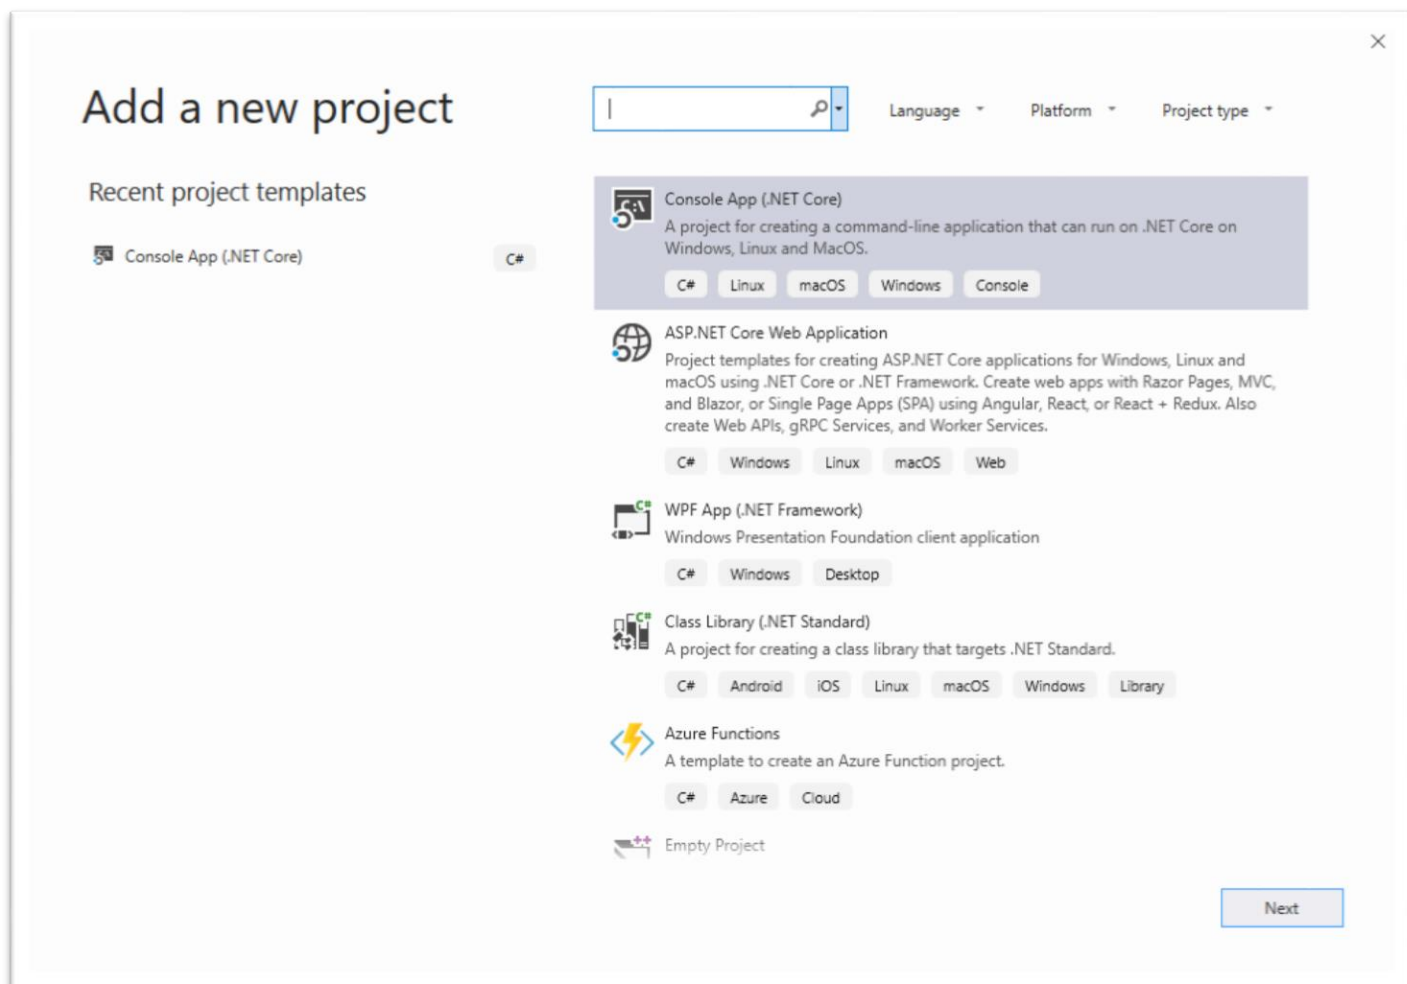 Add a new project
Language
Platform
Project type
Recent project templates
Console App (.NET Core)
C#
C:\
Console App (.NET Core)
A project for creating a command-line application that can run on .NET Core on
Windows, Linux and MacOS.
C# Linux macOS Windows Console
ASP.NET Core Web Application
Project templates for creating ASP.NET Core applications for Windows, Linux and
macOS using .NET Core or .NET Framework. Create web apps with Razor Pages, MVC,
and Blazor, or Single Page Apps (SPA) using Angular, React, or React + Redux. Also
create Web APIs, gRPC Services, and Worker Services.
C# Windows Linux macOS Web
C#
WPF App (.NET Framework)
Windows Presentation Foundation client application
C# Windows Desktop
C#
Class Library (.NET Standard)
A project for creating a class library that targets .NET Standard.
C# Android iOS Linux macOS Windows Library
Azure Functions
A template to create an Azure Function project.
C# Azure Cloud
++
Empty Project
Next